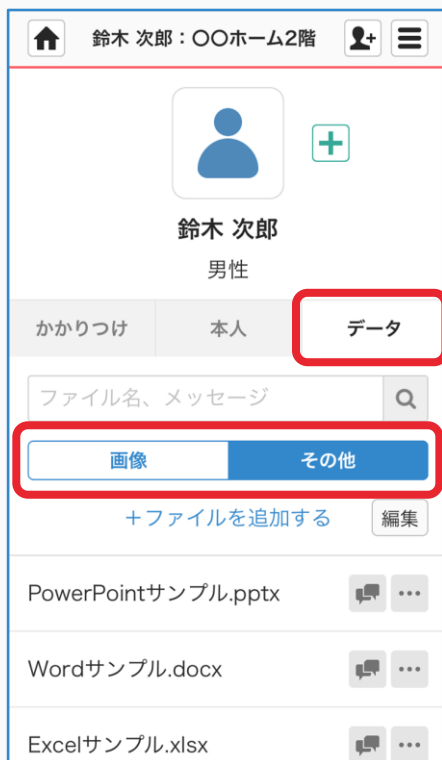 鈴木 次郎：〇〇ホーム2階
鈴木 次郎
男性
かかりつけ 本人 データ
ファイル名、メッセージ
画像 その他
＋ファイルを追加する 編集
PowerPointサンプル.pptx
Wordサンプル.docx
Excelサンプル.xlsx